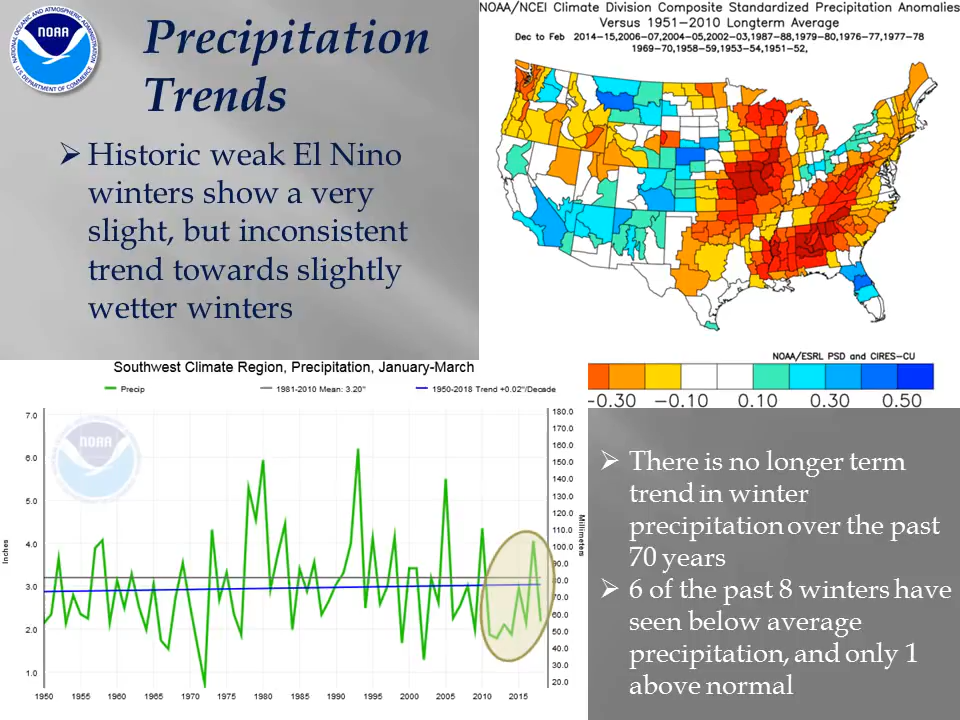 NATIONAL OCEANIC AND ATMOSPHERIC ADMINISTRATION
NOAA
U.S. DEPARTMENT OF COMMERCE
Precipitation
Trends
Historic weak El Nino
winters show a very
slight, but inconsistent
trend towards slightly
wetter winters
NOAA/NCEI Climate Division Composite Standardized Precipitation Anomalies
Versus 1951-2010 Longterm Average
Dec to Feb 2014-15,2006-07,2004-05,2002-03,1987-88,1979-80,1976-77,1977-78
1969-70,1958-59,1953-54,1951-52,
NOAA/ESRL PSD and CIRES-CU
-0.30 -0.10 0.10 0.30 0.50
Southwest Climate Region, Precipitation, January-March
Precip 1981-2010 Mean: 3.20" 1950-2018 Trend +0.02"/Decade
NOAA
Inches
7.0
6.0
5.0
4.0
3.0
2.0
1.0
180.0
170.0
160.0
150.0
140.0
130.0
120.0
110.0
100.0
90.0
80.0
70.0
60.0
50.0
40.0
30.0
20.0
Millimeters
1950 1955 1960 1965 1970 1975 1980 1985 1990 1995 2000 2005 2010 2015
There is no longer term
trend in winter
precipitation over the past
70 years
6 of the past 8 winters have
seen below average
precipitation, and only 1
above normal